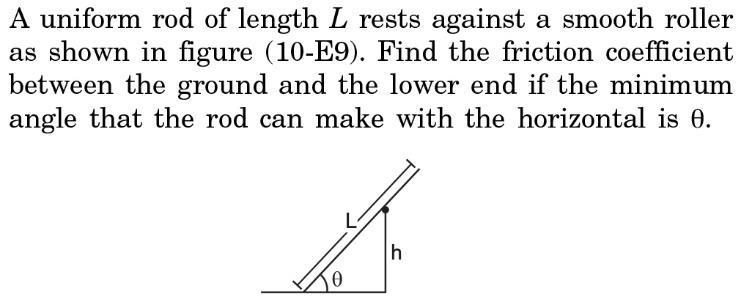 A uniform rod of length L rests against a smooth roller
as shown in figure (10-E9). Find the friction coefficient
between the ground and the lower end if the minimum
angle that the rod can make with the horizontal is θ.
L
h
θ